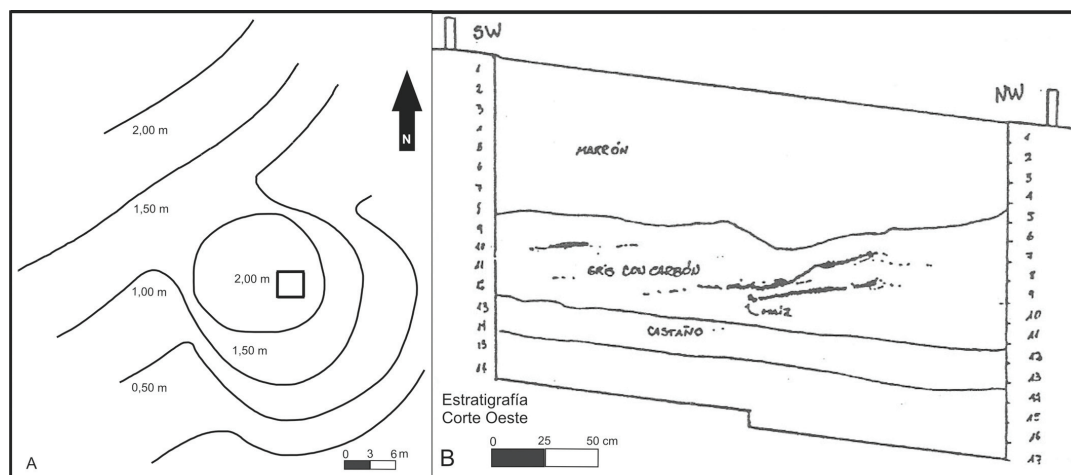 2,00 m
N
1,50 m
2,00 m
1,00 m
1,50 m
0,50 m
A
0 3 6 m
SW
NW
1
2
3
4
5
6
7
8
9
10
11
12
13
14
15
MARRÓN
GRIS CON CARBÓN
MAÍZ
CASTAÑO
1
2
3
4
5
6
7
8
9
10
11
12
13
14
15
16
17
Estratigrafía
Corte Oeste
B
0 25 50 cm